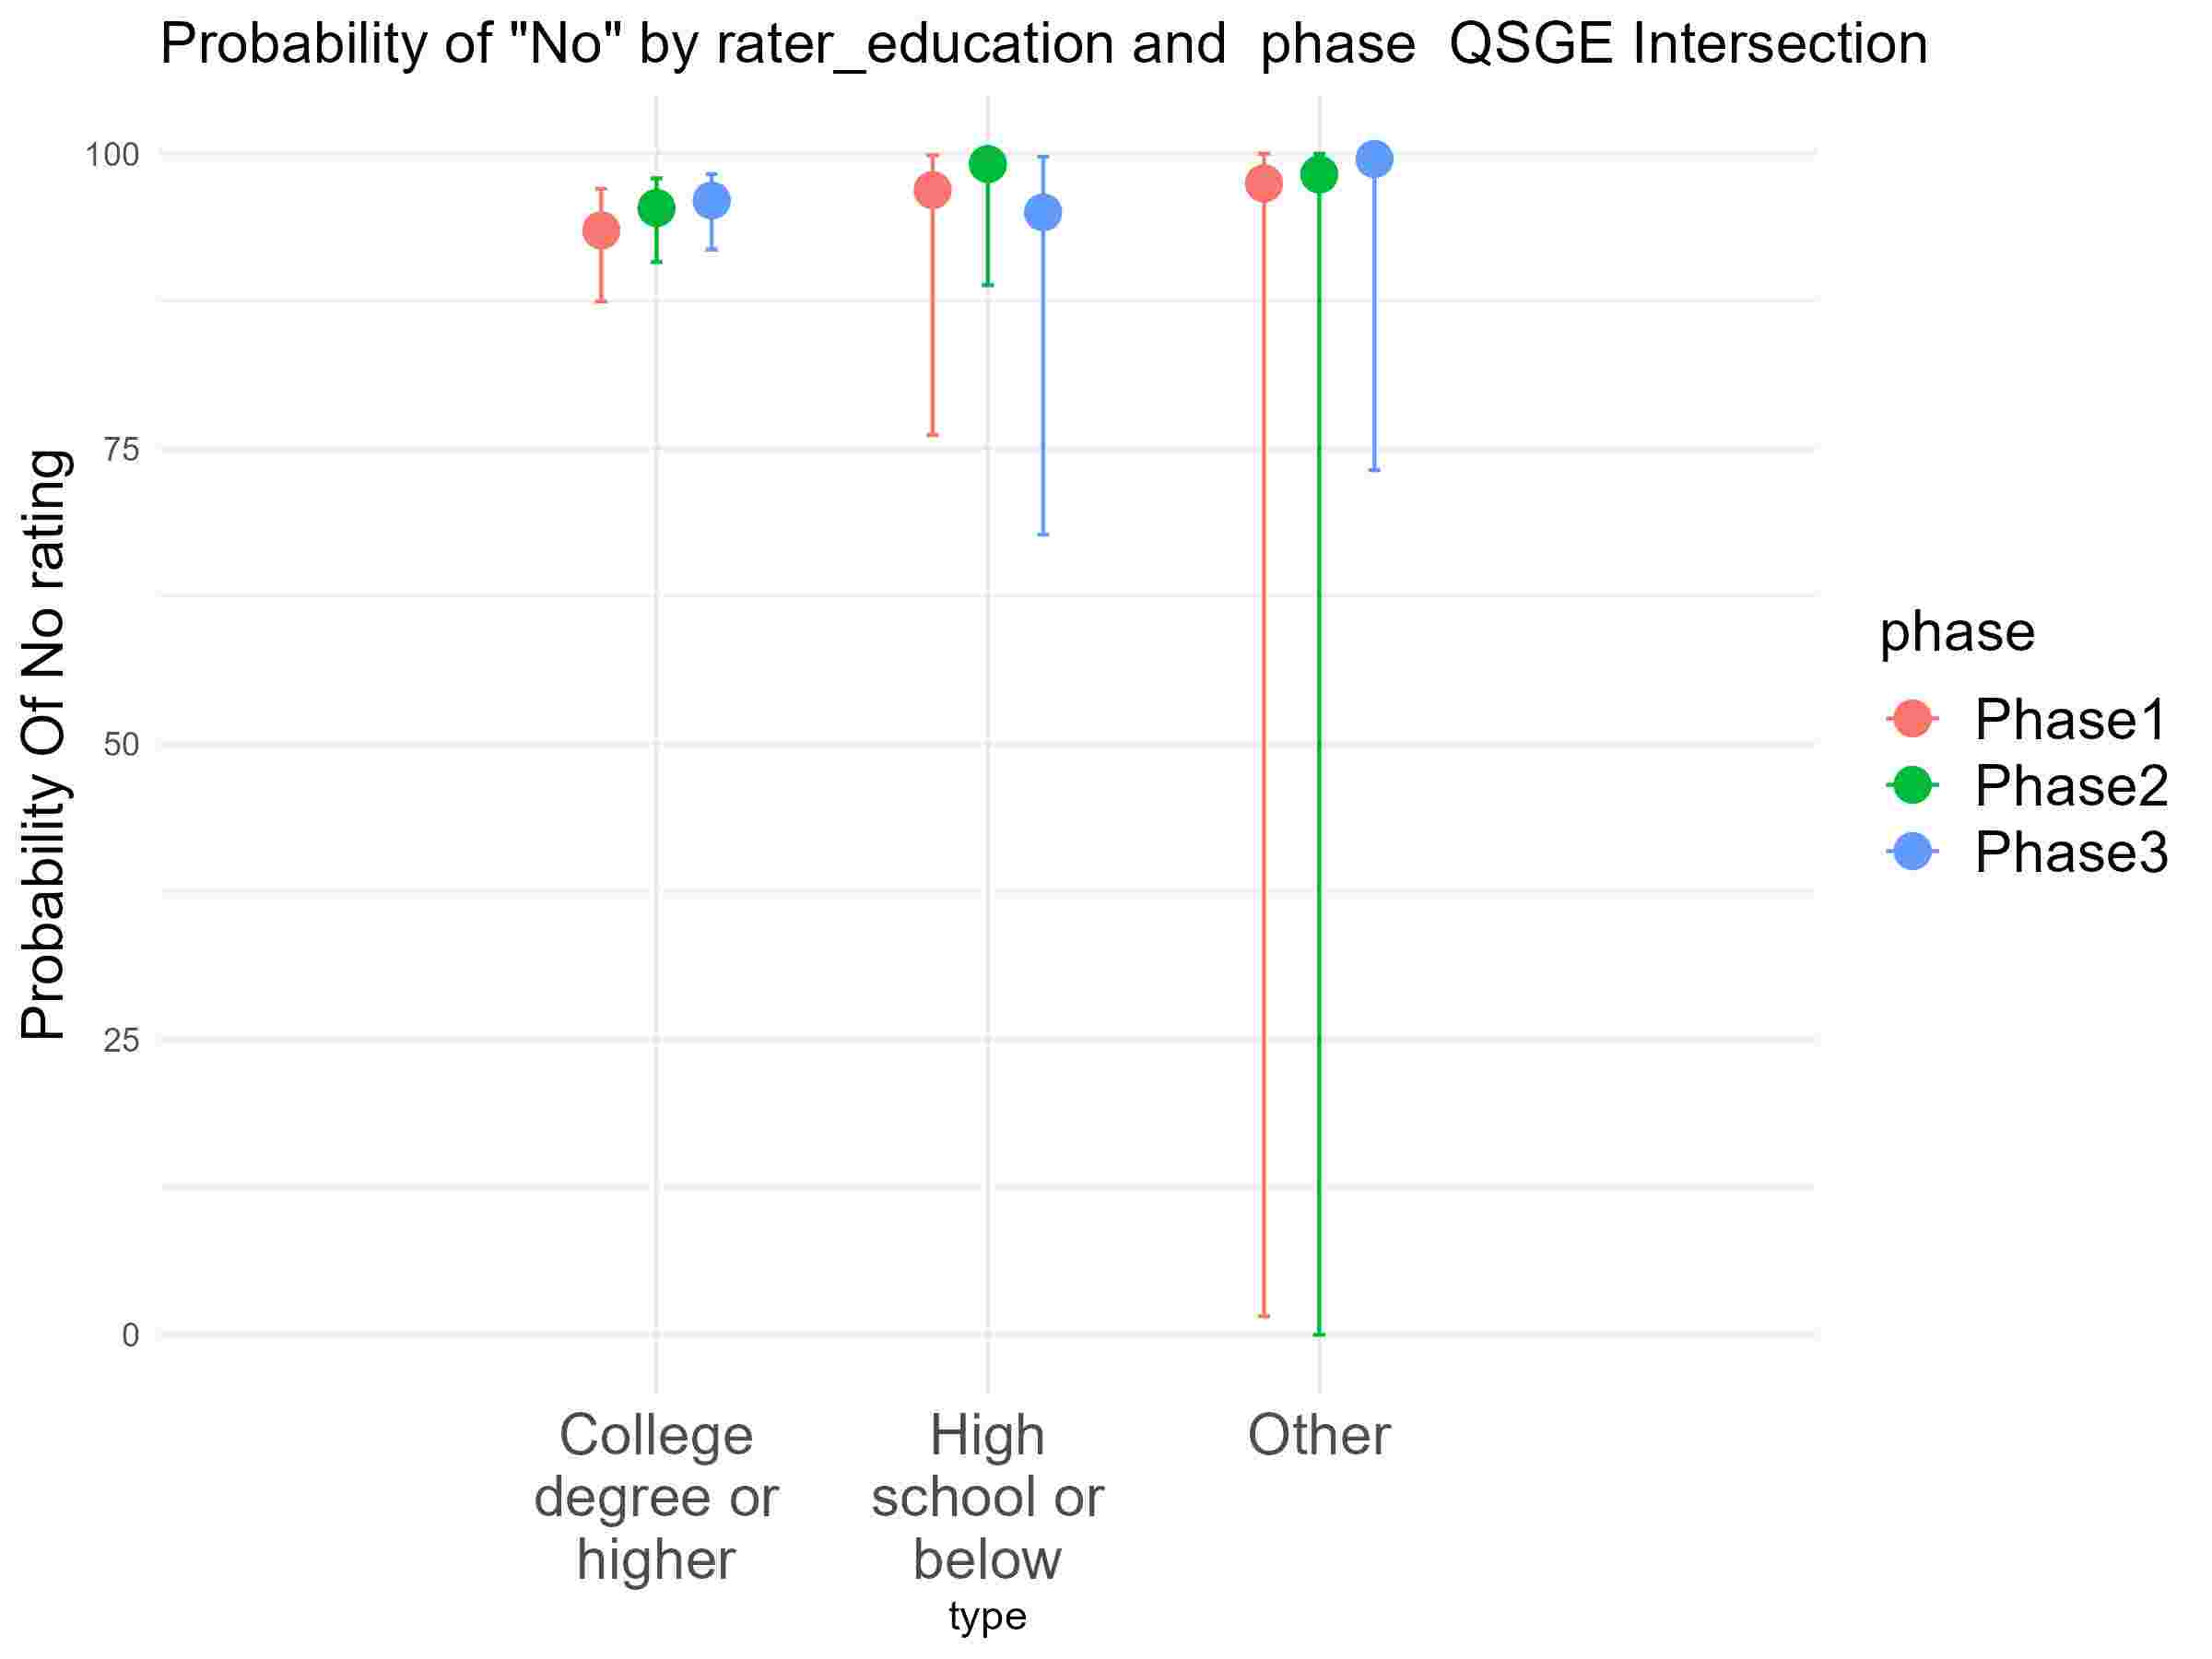 Probability of "No" by rater_education and  phase  QSGE Intersection
Probability Of No rating
100
75
50
25
0
College
degree or
higher
High
school or
below
Other
type
phase
Phase1
Phase2
Phase3